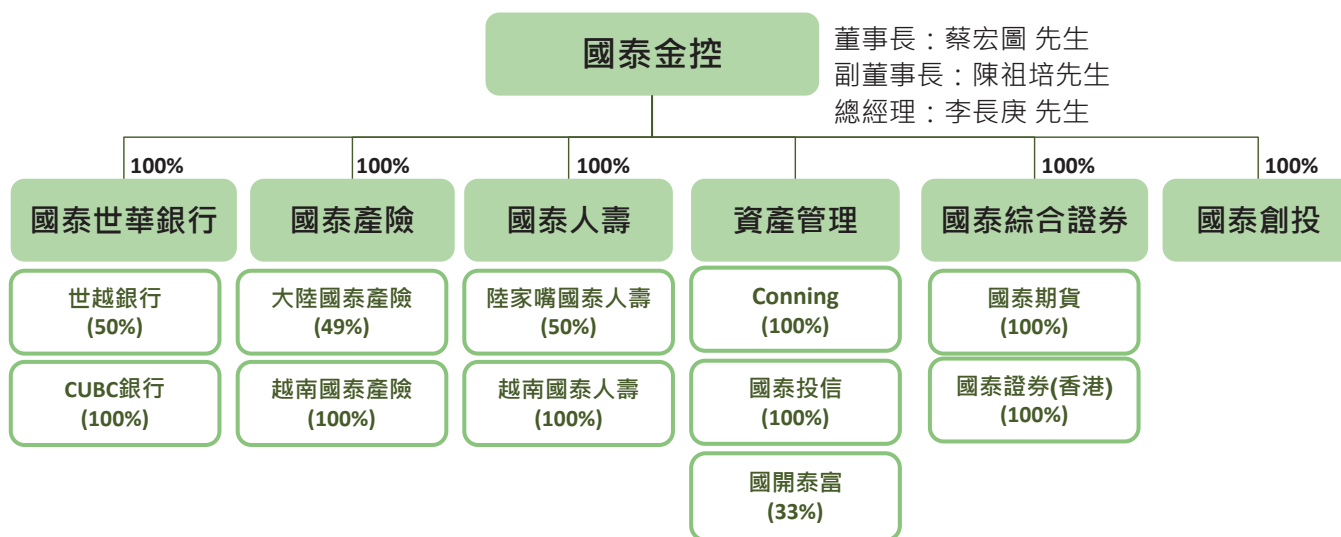 國泰金控
董事長：蔡宏圖 先生
副董事長：陳祖培先生
總經理：李長庚 先生
100%
100%
100%
100%
100%
國泰世華銀行
國泰產險
國泰人壽
資產管理
國泰綜合證券
國泰創投
世越銀行
(50%)
大陸國泰產險
(49%)
陸家嘴國泰人壽
(50%)
Conning
(100%)
國泰期貨
(100%)
CUBC銀行
(100%)
越南國泰產險
(100%)
越南國泰人壽
(100%)
國泰投信
(100%)
國泰證券(香港)
(100%)
國開泰富
(33%)